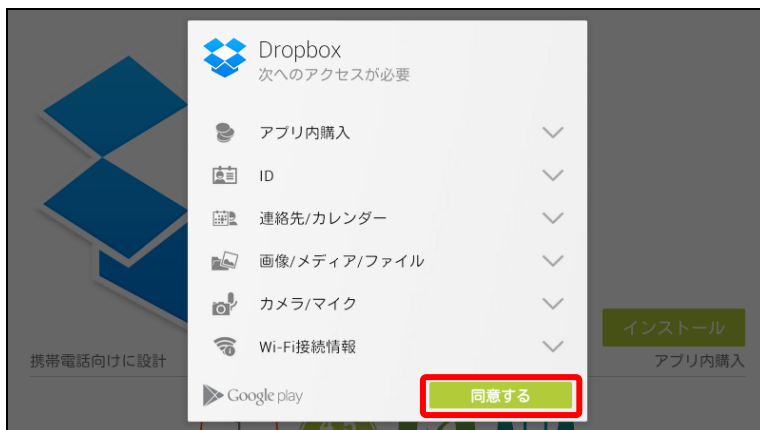 Dropbox
次へのアクセスが必要
アプリ内購入
ID
連絡先/カレンダー
画像/メディア/ファイル
カメラ/マイク
Wi-Fi接続情報
Google play
同意する
インストール
携帯電話向けに設計
アプリ内購入